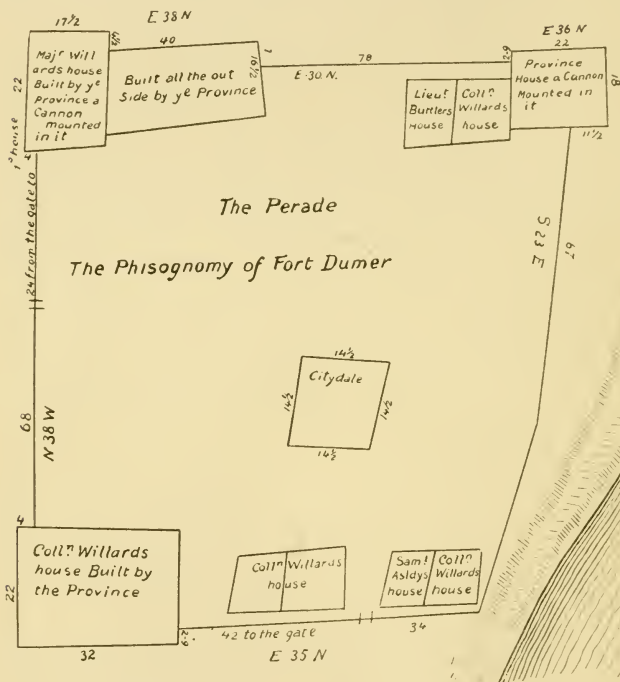 17½
E 38 N
E 36 N
22
40
78
22
Majr Will
ards house
Built by ye
Province a
Cannon
mounted
in it
Built all the out
Side by ye Province
16½
E 30 N.
Lieut
Buttlers
House
Colln
Willards
house
Province
House a Cannon
Mounted in
it
18
11½
1st house
24 from the gate to
The Perade
The Phisognomy of Fort Dumer
S 23 E
67
14½
14½
Citydale
14½
14½
68
N 38 W
4
22
Colln Willards
house Built by
the Province
32
Colln Willards
house
Saml
Asldys
house
Colln
Willards
house
42 to the gate
34
E 35 N